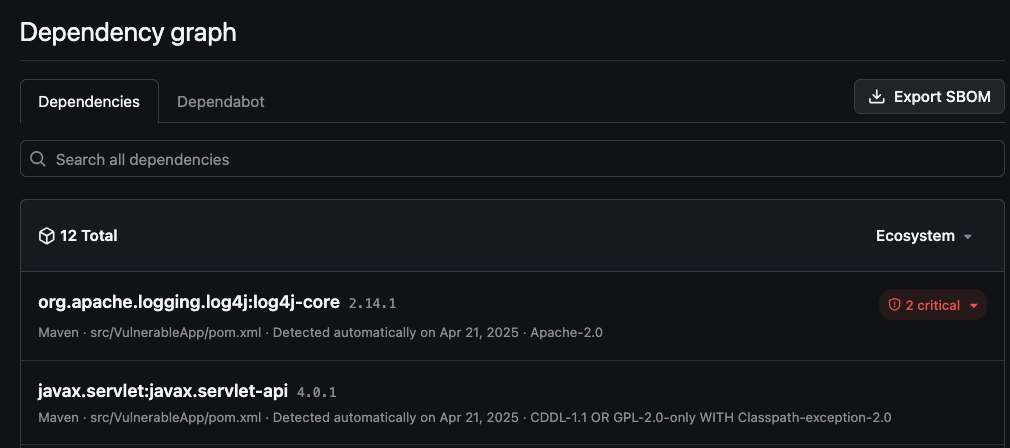 Dependency graph
Dependencies Dependabot Export SBOM
Search all dependencies
12 Total Ecosystem
org.apache.logging.log4j:log4j-core 2.14.1 2 critical
Maven · src/VulnerableApp/pom.xml · Detected automatically on Apr 21, 2025 · Apache-2.0
javax.servlet:javax.servlet-api 4.0.1
Maven · src/VulnerableApp/pom.xml · Detected automatically on Apr 21, 2025 · CDDL-1.1 OR GPL-2.0-only WITH Classpath-exception-2.0